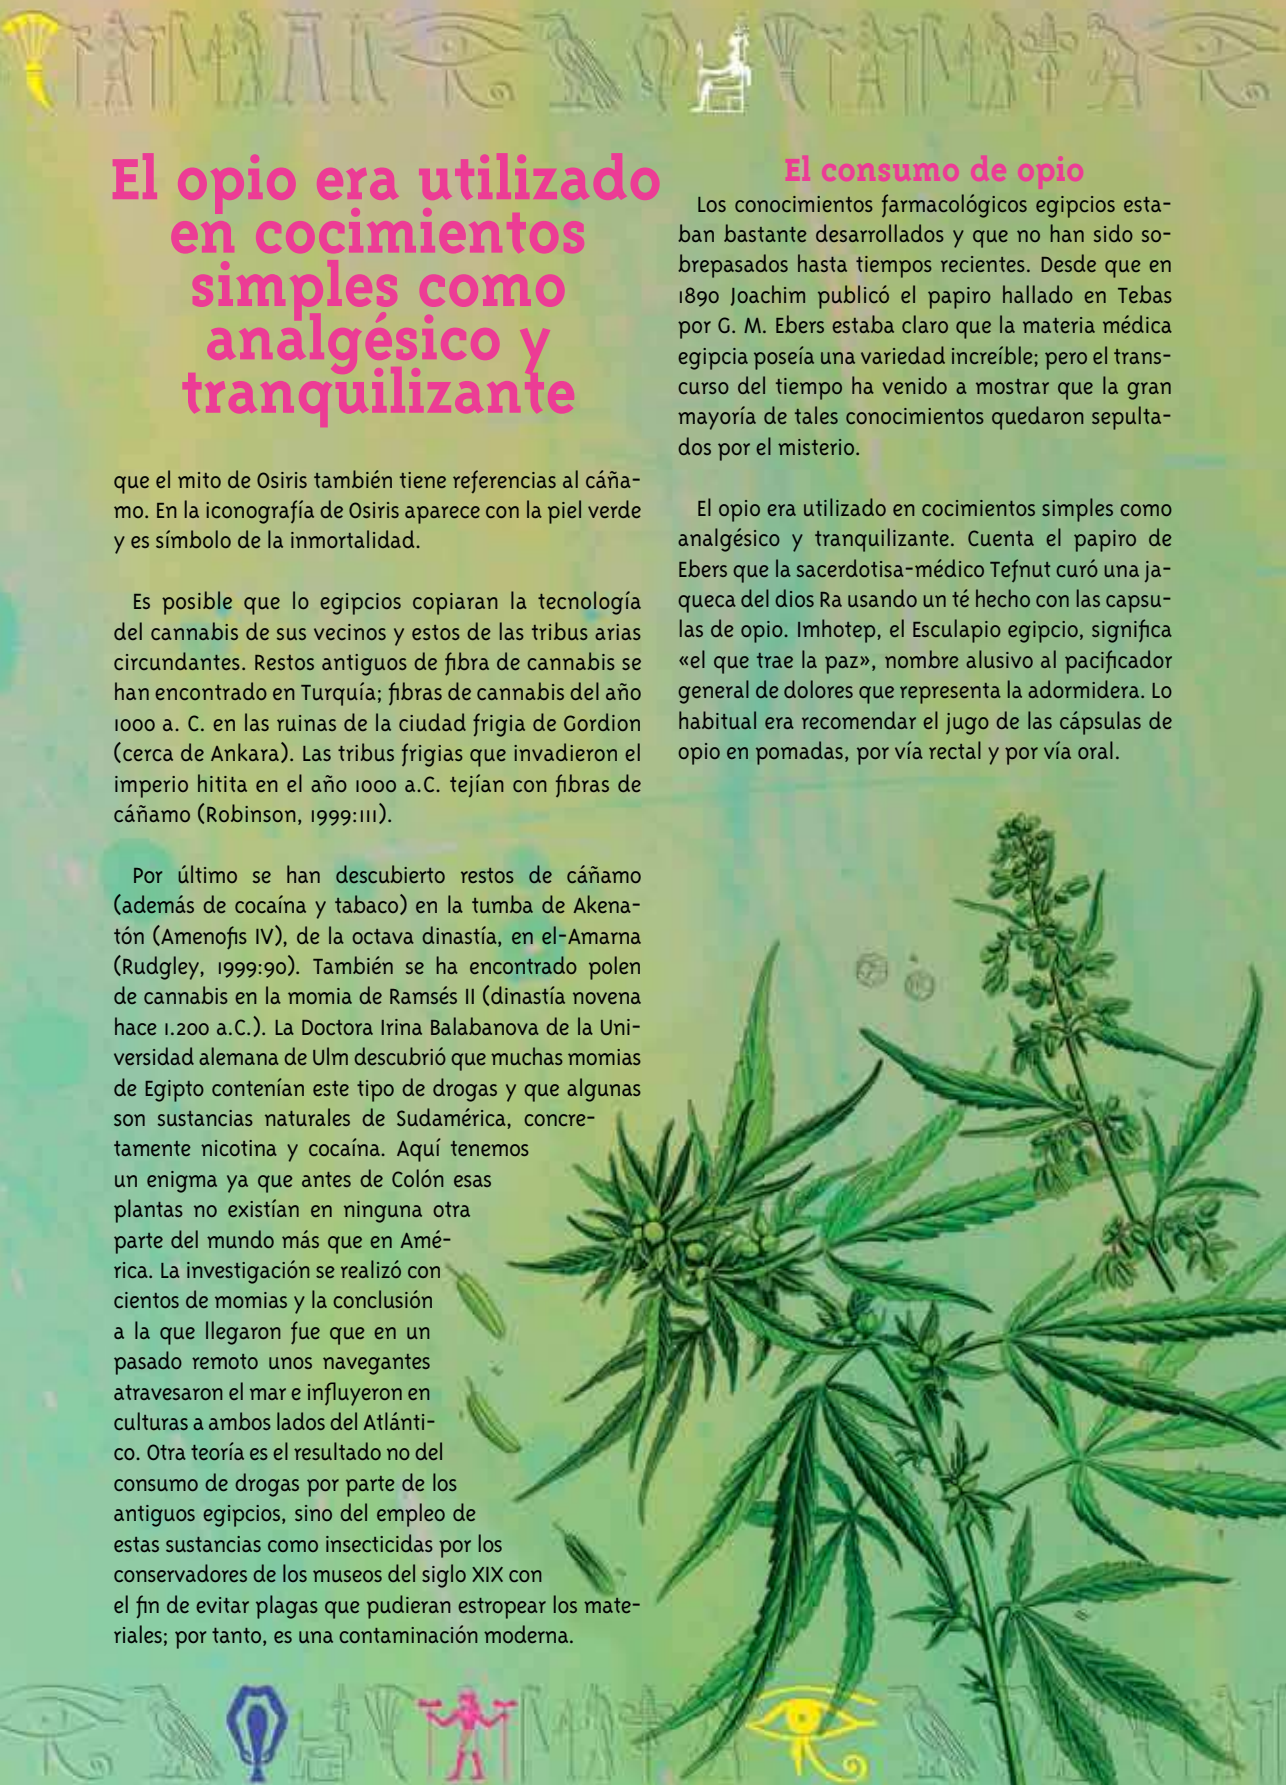 El opio era utilizado
en cocimientos
simples como
analgésico y
tranquilizante
que el mito de Osiris también tiene referencias al cáña-
mo. En la iconografía de Osiris aparece con la piel verde
y es símbolo de la inmortalidad.
Es posible que lo egipcios copiaran la tecnología
del cannabis de sus vecinos y estos de las tribus arias
circundantes. Restos antiguos de fibra de cannabis se
han encontrado en Turquía; fibras de cannabis del año
1000 a. C. en las ruinas de la ciudad frigia de Gordion
(cerca de Ankara). Las tribus frigias que invadieron el
imperio hitita en el año 1000 a.C. tejían con fibras de
cáñamo (Robinson, 1999:111).
Por último se han descubierto restos de cáñamo
(además de cocaína y tabaco) en la tumba de Akena-
tón (Amenofis IV), de la octava dinastía, en el-Amarna
(Rudgley, 1999:90). También se ha encontrado polen
de cannabis en la momia de Ramsés II (dinastía novena
hace 1.200 a.C.). La Doctora Irina Balabanova de la Uni-
versidad alemana de Ulm descubrió que muchas momias
de Egipto contenían este tipo de drogas y que algunas
son sustancias naturales de Sudamérica, concre-
tamente nicotina y cocaína. Aquí tenemos
un enigma ya que antes de Colón esas
plantas no existían en ninguna otra
parte del mundo más que en Amé-
rica. La investigación se realizó con
cientos de momias y la conclusión
a la que llegaron fue que en un
pasado remoto unos navegantes
atravesaron el mar e influyeron en
culturas a ambos lados del Atlánti-
co. Otra teoría es el resultado no del
consumo de drogas por parte de los
antiguos egipcios, sino del empleo de
estas sustancias como insecticidas por los
conservadores de los museos del siglo XIX con
el fin de evitar plagas que pudieran estropear los mate-
riales; por tanto, es una contaminación moderna.
El consumo de opio
Los conocimientos farmacológicos egipcios esta-
ban bastante desarrollados y que no han sido so-
brepasados hasta tiempos recientes. Desde que en
1890 Joachim publicó el papiro hallado en Tebas
por G. M. Ebers estaba claro que la materia médica
egipcia poseía una variedad increíble; pero el trans-
curso del tiempo ha venido a mostrar que la gran
mayoría de tales conocimientos quedaron sepulta-
dos por el misterio.
El opio era utilizado en cocimientos simples como
analgésico y tranquilizante. Cuenta el papiro de
Ebers que la sacerdotisa-médico Tefnut curó una ja-
queca del dios Ra usando un té hecho con las capsu-
las de opio. Imhotep, el Esculapio egipcio, significa
«el que trae la paz», nombre alusivo al pacificador
general de dolores que representa la adormidera. Lo
habitual era recomendar el jugo de las cápsulas de
opio en pomadas, por vía rectal y por vía oral.